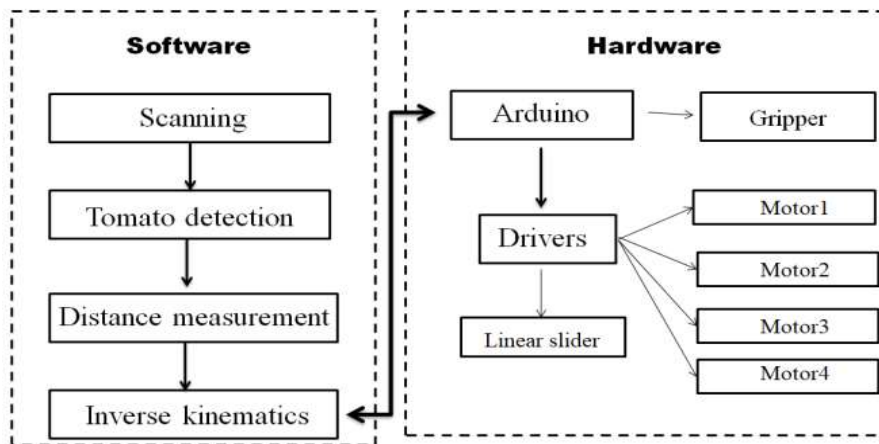 Software
Scanning
Tomato detection
Distance measurement
Inverse kinematics
Hardware
Arduino
Gripper
Drivers
Motor1
Motor2
Motor3
Motor4
Linear slider